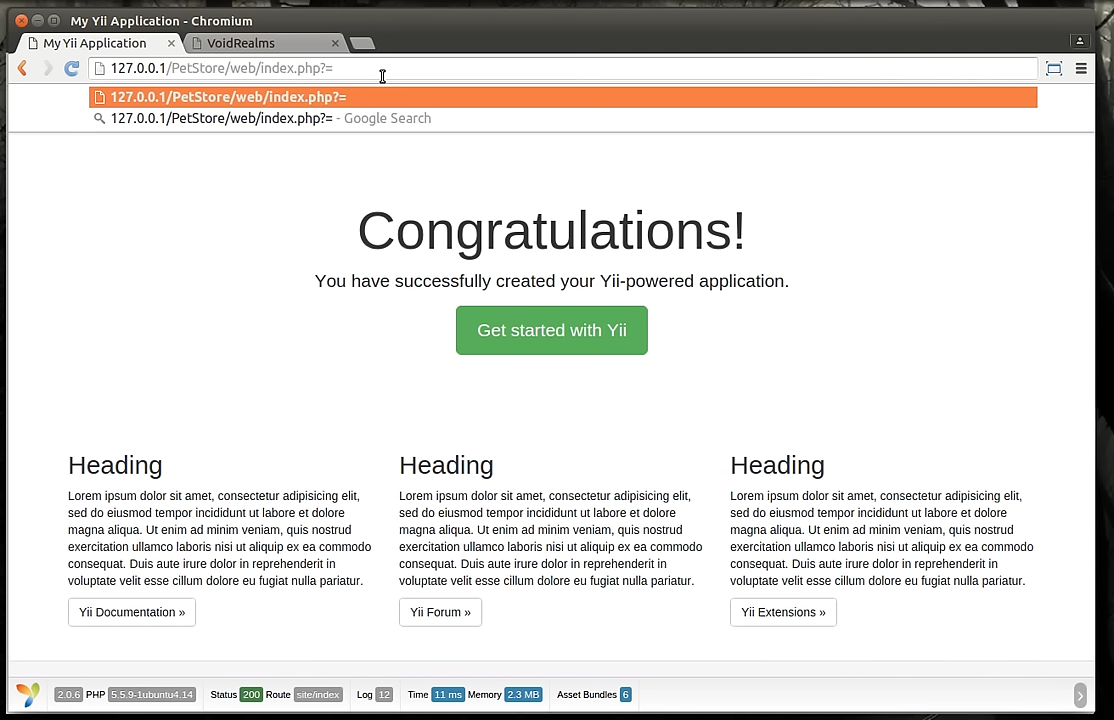 My Yii Application - Chromium
My Yii Application
VoidRealms
127.0.0.1/PetStore/web/index.php?=
127.0.0.1/PetStore/web/index.php?=
127.0.0.1/PetStore/web/index.php?= - Google Search
Congratulations!
You have successfully created your Yii-powered application.
Get started with Yii
Heading
Lorem ipsum dolor sit amet, consectetur adipisicing elit,
sed do eiusmod tempor incididunt ut labore et dolore
magna aliqua. Ut enim ad minim veniam, quis nostrud
exercitation ullamco laboris nisi ut aliquip ex ea commodo
consequat. Duis aute irure dolor in reprehenderit in
voluptate velit esse cillum dolore eu fugiat nulla pariatur.
Yii Documentation »
Heading
Lorem ipsum dolor sit amet, consectetur adipisicing elit,
sed do eiusmod tempor incididunt ut labore et dolore
magna aliqua. Ut enim ad minim veniam, quis nostrud
exercitation ullamco laboris nisi ut aliquip ex ea commodo
consequat. Duis aute irure dolor in reprehenderit in
voluptate velit esse cillum dolore eu fugiat nulla pariatur.
Yii Forum »
Heading
Lorem ipsum dolor sit amet, consectetur adipisicing elit,
sed do eiusmod tempor incididunt ut labore et dolore
magna aliqua. Ut enim ad minim veniam, quis nostrud
exercitation ullamco laboris nisi ut aliquip ex ea commodo
consequat. Duis aute irure dolor in reprehenderit in
voluptate velit esse cillum dolore eu fugiat nulla pariatur.
Yii Extensions »
2.0.6 PHP 5.5.9-1ubuntu4.14 Status 200 Route site/index Log 12 Time 11 ms Memory 2.3 MB Asset Bundles 6